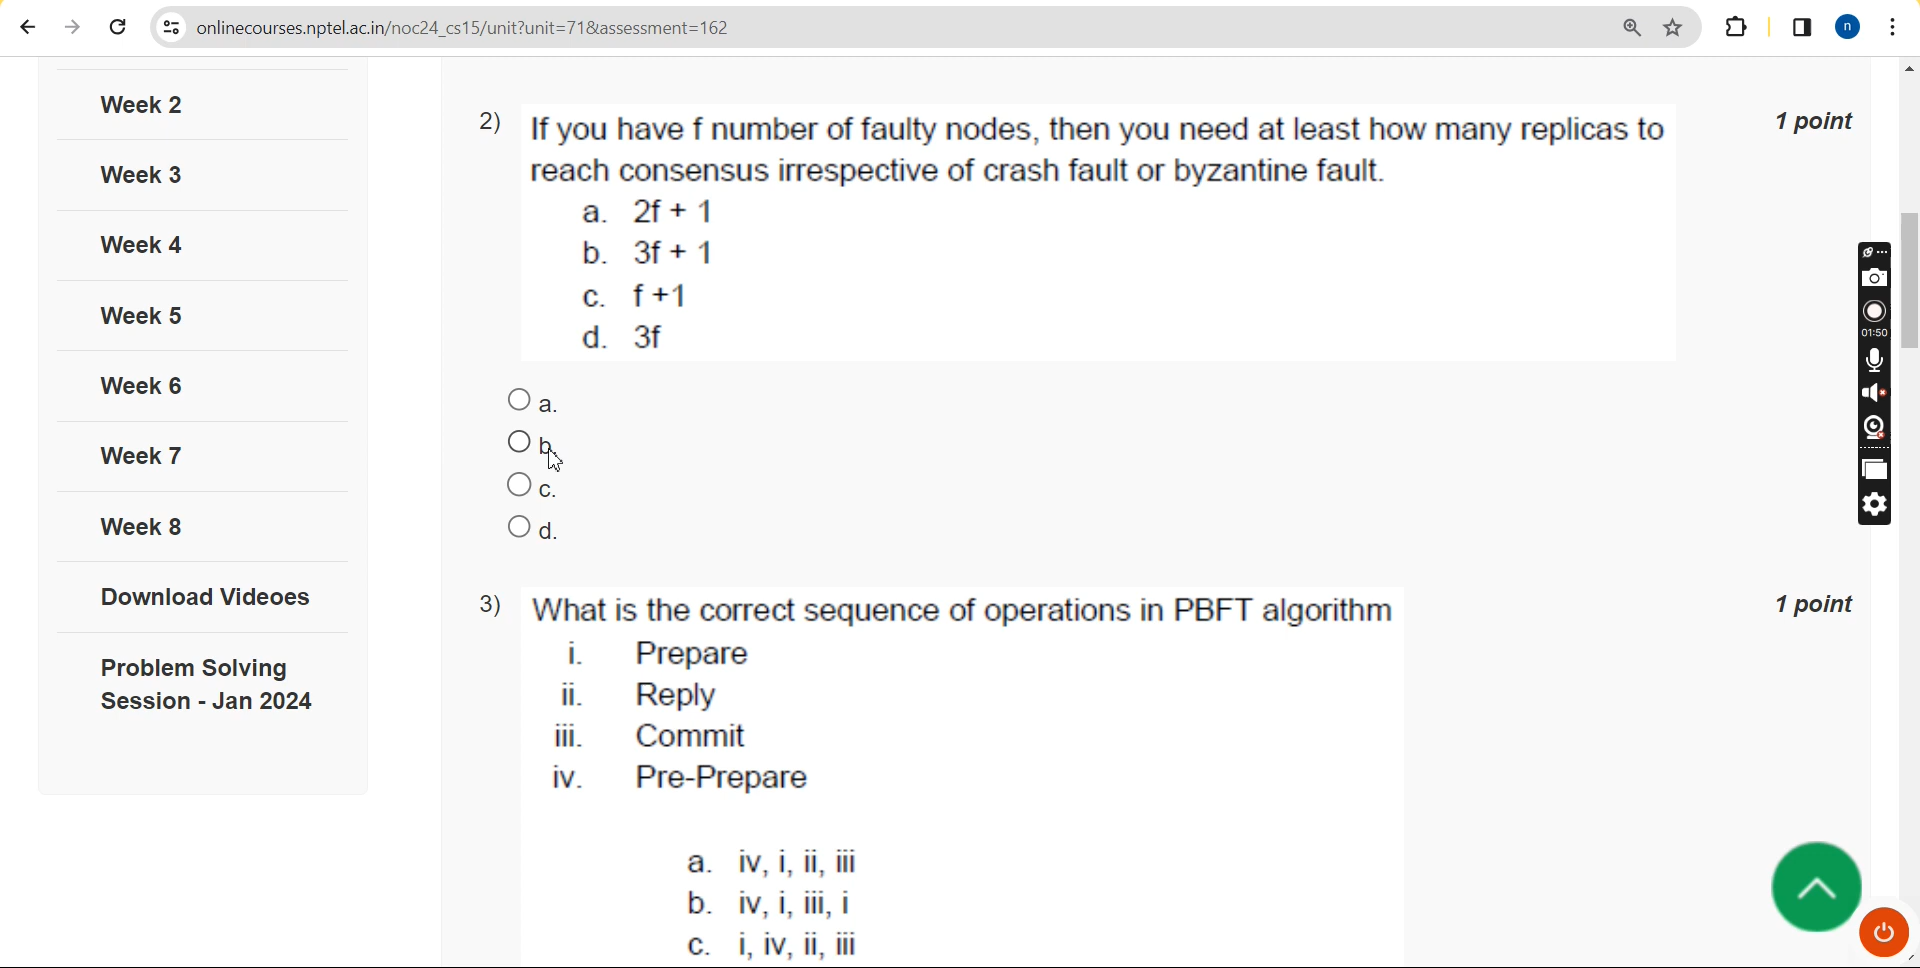 onlinecourses.nptel.ac.in/noc24_cs15/unit?unit=71&assessment=162
n
Week 2
Week 3
Week 4
Week 5
Week 6
Week 7
Week 8
Download Videoes
Problem Solving
Session - Jan 2024
2) If you have f number of faulty nodes, then you need at least how many replicas to
reach consensus irrespective of crash fault or byzantine fault.
1 point
a. 2f + 1
b. 3f + 1
c. f +1
d. 3f
a.
b.
c.
d.
3) What is the correct sequence of operations in PBFT algorithm
1 point
i. Prepare
ii. Reply
iii. Commit
iv. Pre-Prepare
a. iv, i, ii, iii
b. iv, i, iii, i
c. i, iv, ii, iii
01:50